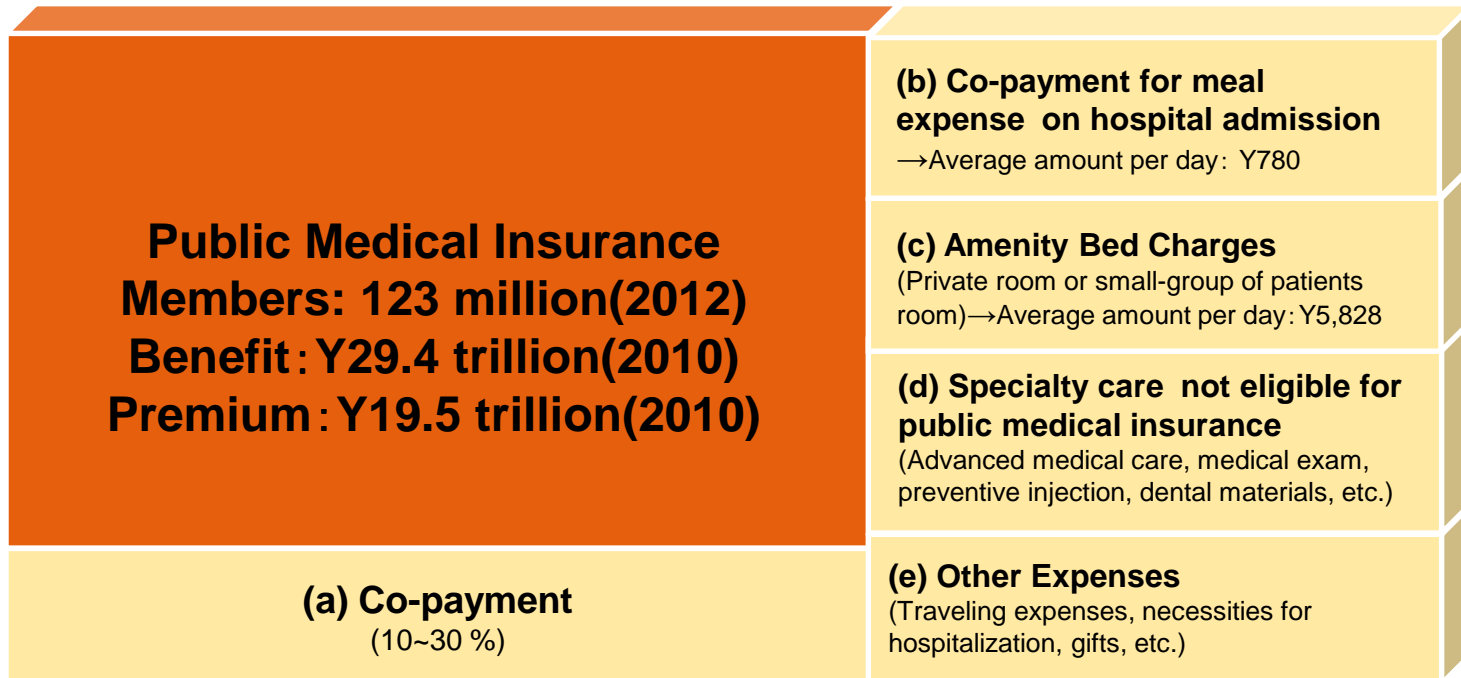 Public Medical Insurance
Members: 123 million(2012)
Benefit：Y29.4 trillion(2010)
Premium：Y19.5 trillion(2010)
(a) Co-payment
(10~30 %)
(b) Co-payment for meal
expense on hospital admission
→Average amount per day： Y780
(c) Amenity Bed Charges
(Private room or small-group of patients
room)→Average amount per day：Y5,828
(d) Specialty care not eligible for
public medical insurance
(Advanced medical care, medical exam,
preventive injection, dental materials, etc.)
(e) Other Expenses
(Traveling expenses, necessities for
hospitalization, gifts, etc.)